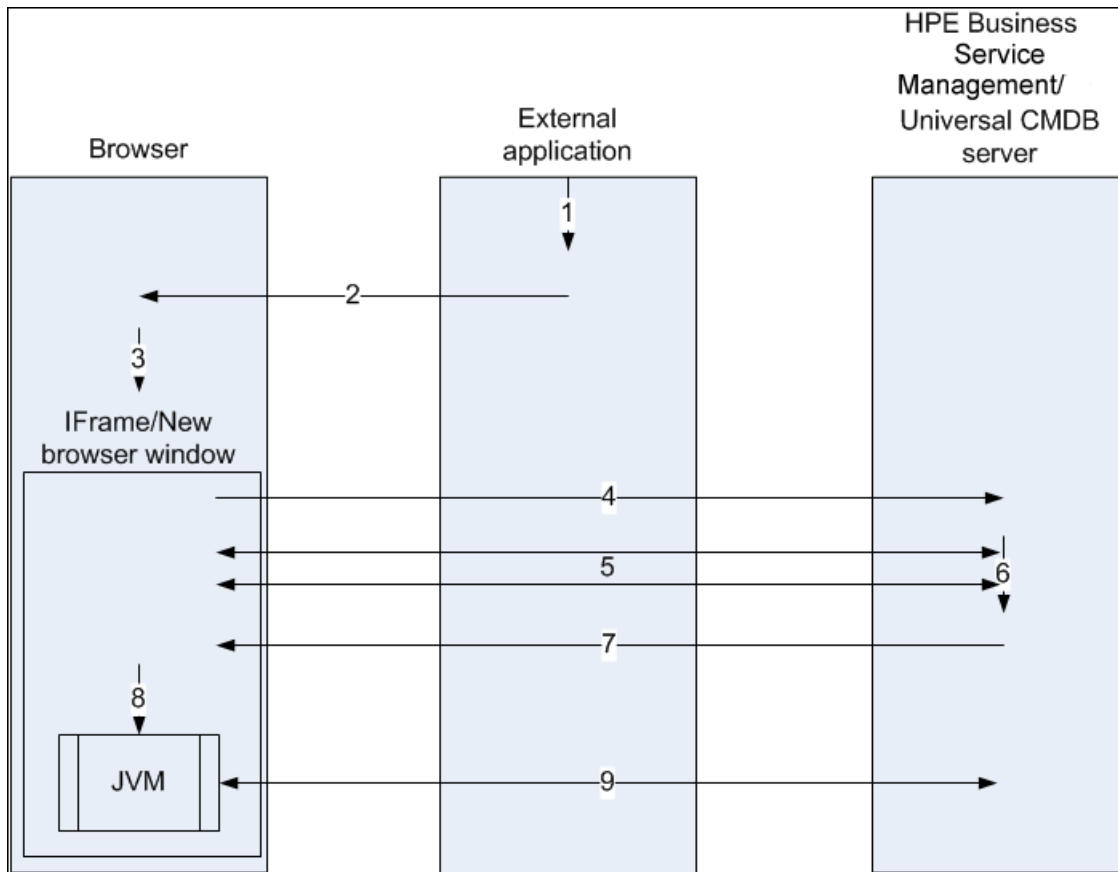 HPE Business
Service
Management/
Universal CMDB
server
External
application
Browser
1
2
3
IFrame/New
browser window
4
5
6
7
8
JVM
9